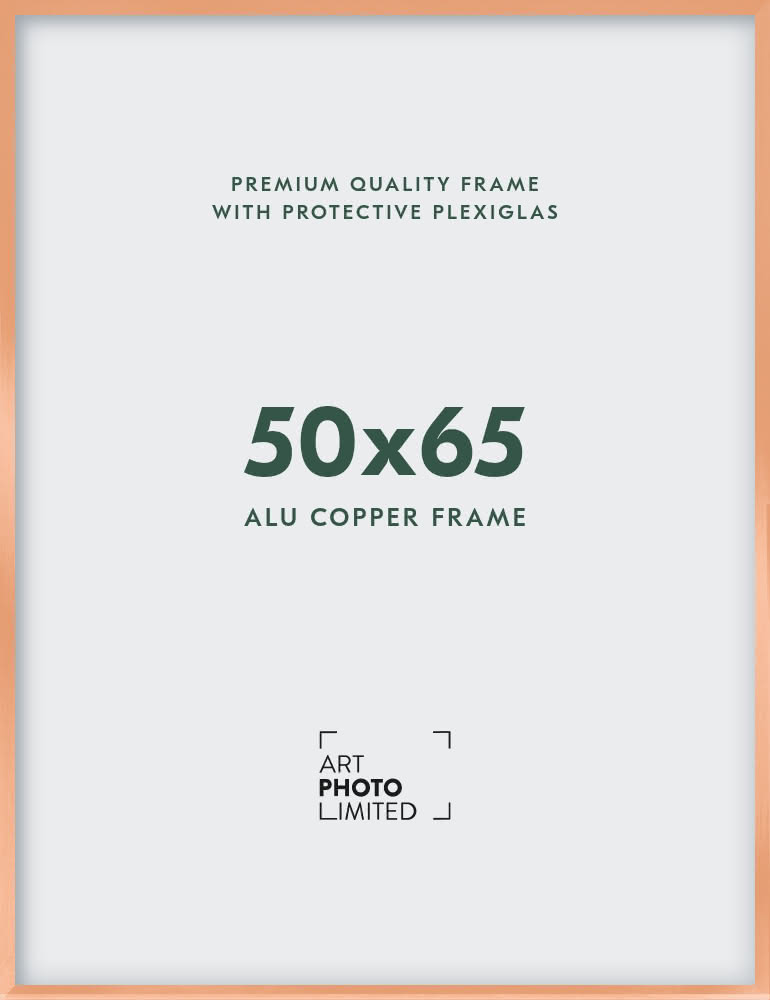 PREMIUM QUALITY FRAME
WITH PROTECTIVE PLEXIGLAS
50x65
ALU COPPER FRAME
ART
PHOTO
LIMITED